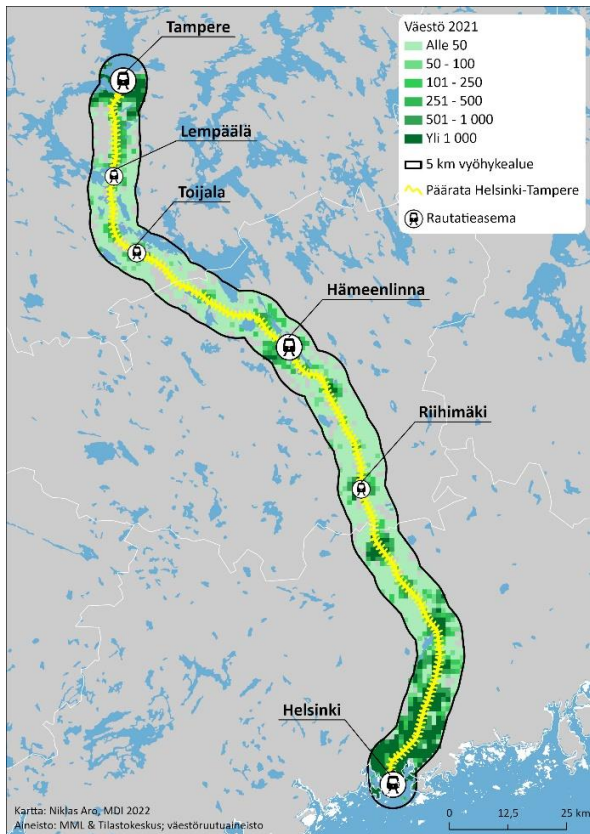 Tampere
Lempäälä
Toijala
Hämeenlinna
Riihimäki
Helsinki
Väestö 2021
Alle 50
50 - 100
101 - 250
251 - 500
501 - 1 000
Yli 1 000
5 km vyöhykealue
Päärata Helsinki-Tampere
Rautatieasema
Kartta: Niklas Aro, MDI 2022
Aineisto: MML & Tilastokeskus; väestöruutuaineisto
0 12,5 25 km